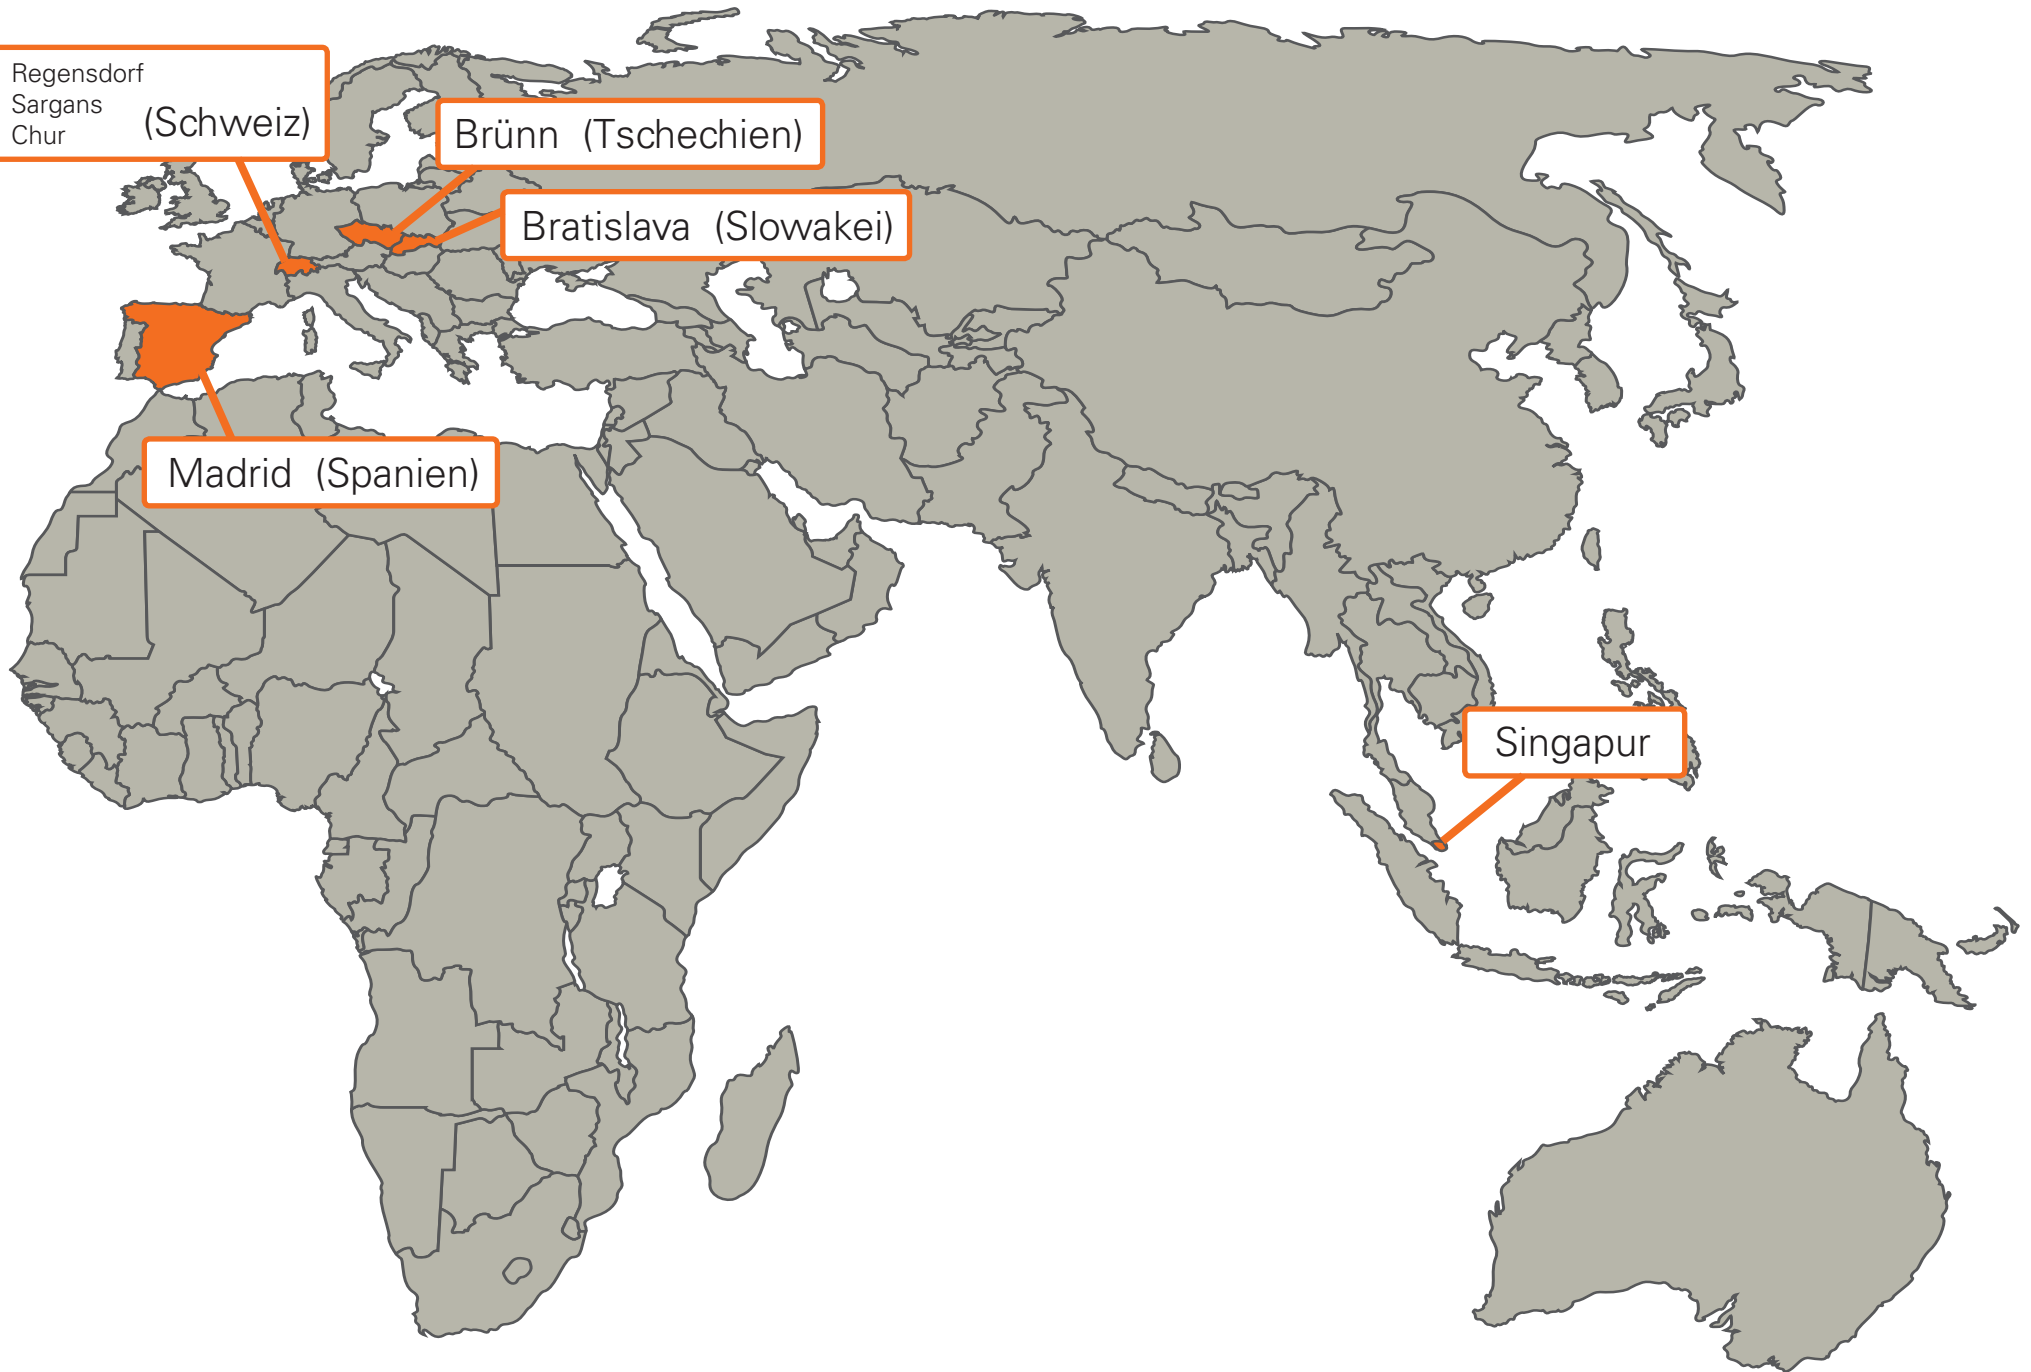 Regensdorf
Sargans
Chur
(Schweiz)
Brünn (Tschechien)
Bratislava (Slowakei)
Madrid (Spanien)
Singapur